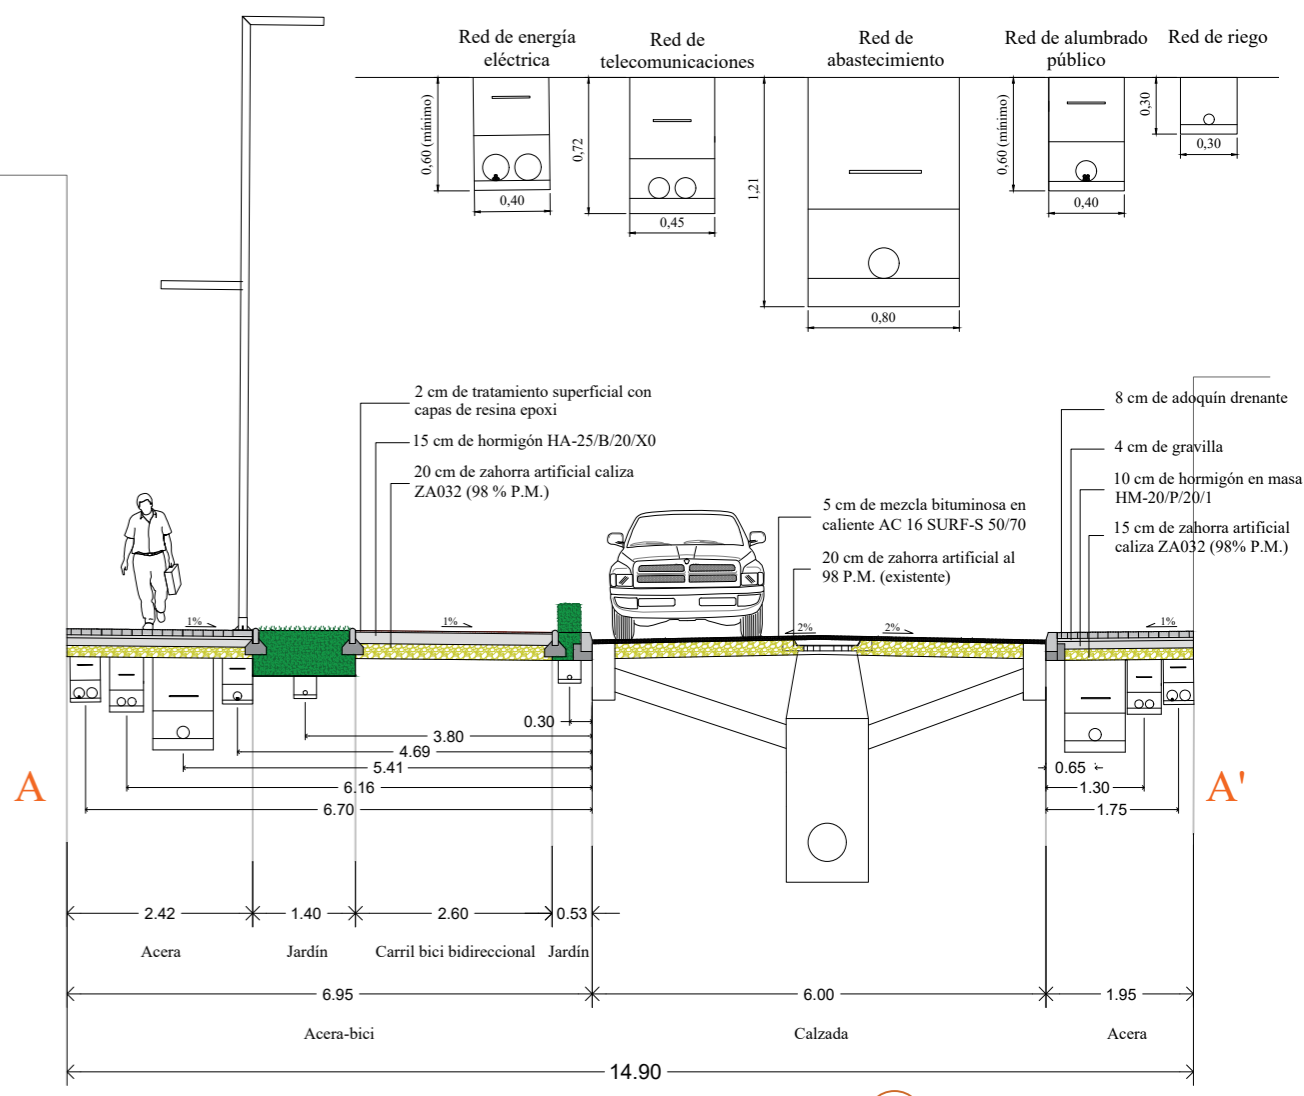 Red de energía
eléctrica
Red de
telecomunicaciones
Red de
abastecimiento
Red de alumbrado
público
Red de riego
0,60 (mínimo)
0,40
0,72
0,45
1,21
0,80
0,60 (mínimo)
0,40
0,30
0,30
2 cm de tratamiento superficial con
capas de resina epoxi
15 cm de hormigón HA-25/B/20/X0
20 cm de zahorra artificial caliza
ZA032 (98 % P.M.)
5 cm de mezcla bituminosa en
caliente AC 16 SURF-S 50/70
20 cm de zahorra artificial al
98 P.M. (existente)
8 cm de adoquín drenante
4 cm de gravilla
10 cm de hormigón en masa
HM-20/P/20/1
15 cm de zahorra artificial
caliza ZA032 (98% P.M.)
1%
1%
2%
2%
1%
0.30
3.80
4.69
5.41
6.16
6.70
0.65
1.30
1.75
A
A'
2.42
1.40
2.60
0.53
Acera
Jardín
Carril bici bidireccional
Jardín
6.95
6.00
1.95
Acera-bici
Calzada
Acera
14.90